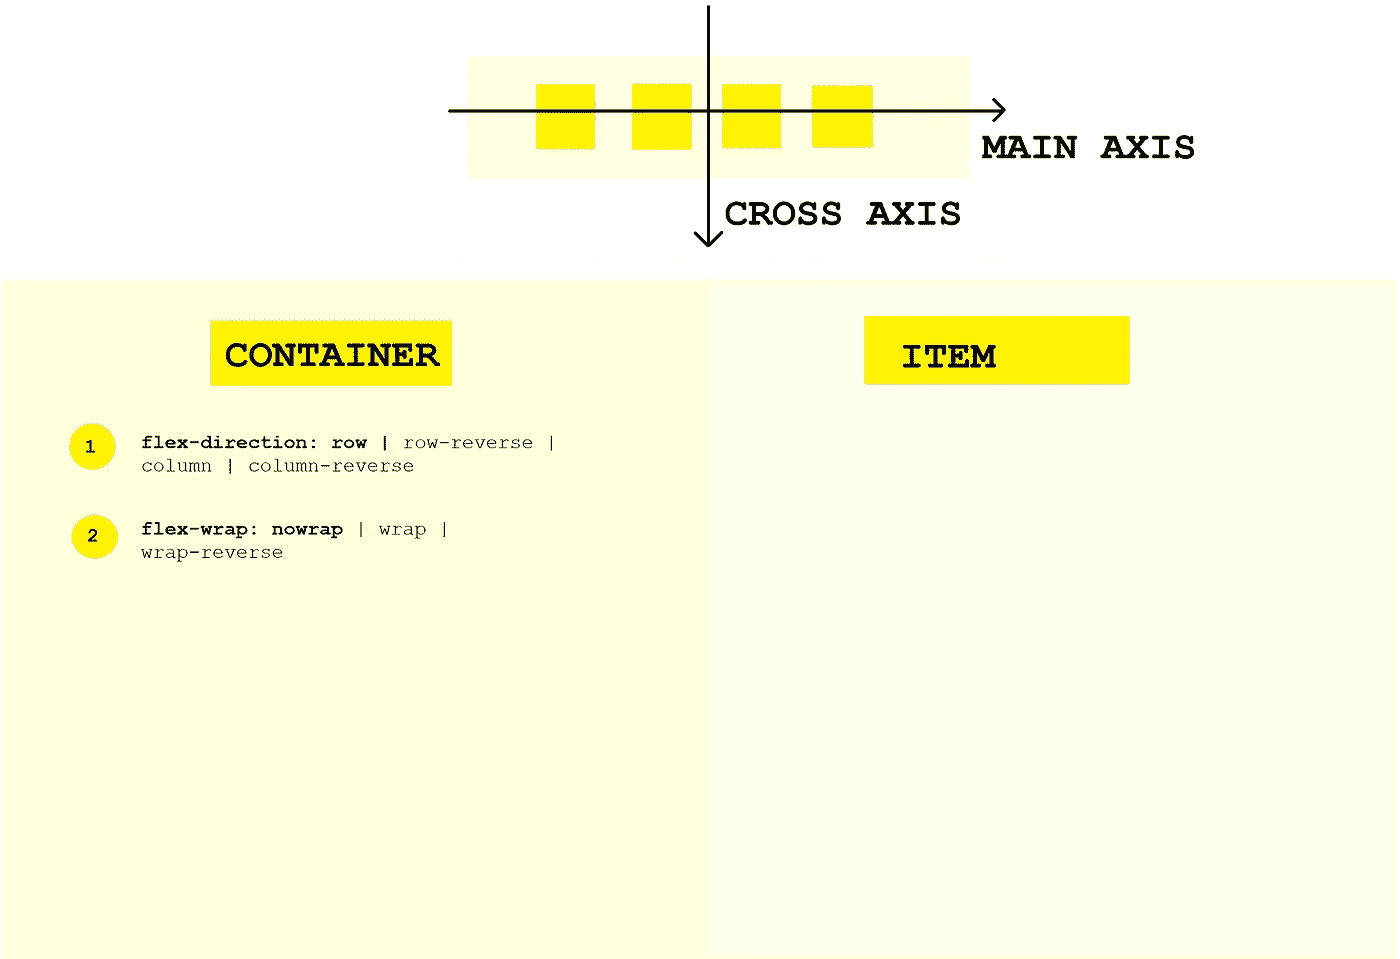 MAIN AXIS
CROSS AXIS
CONTAINER
1
flex-direction: row | row-reverse |
column | column-reverse
2
flex-wrap: nowrap | wrap |
wrap-reverse
ITEM